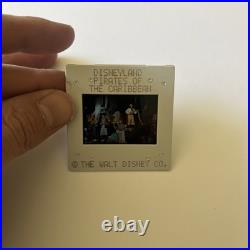 DISNEYLAND
PIRATES OF
THE CARIBBEAN
© THE WALT DISNEY CO.